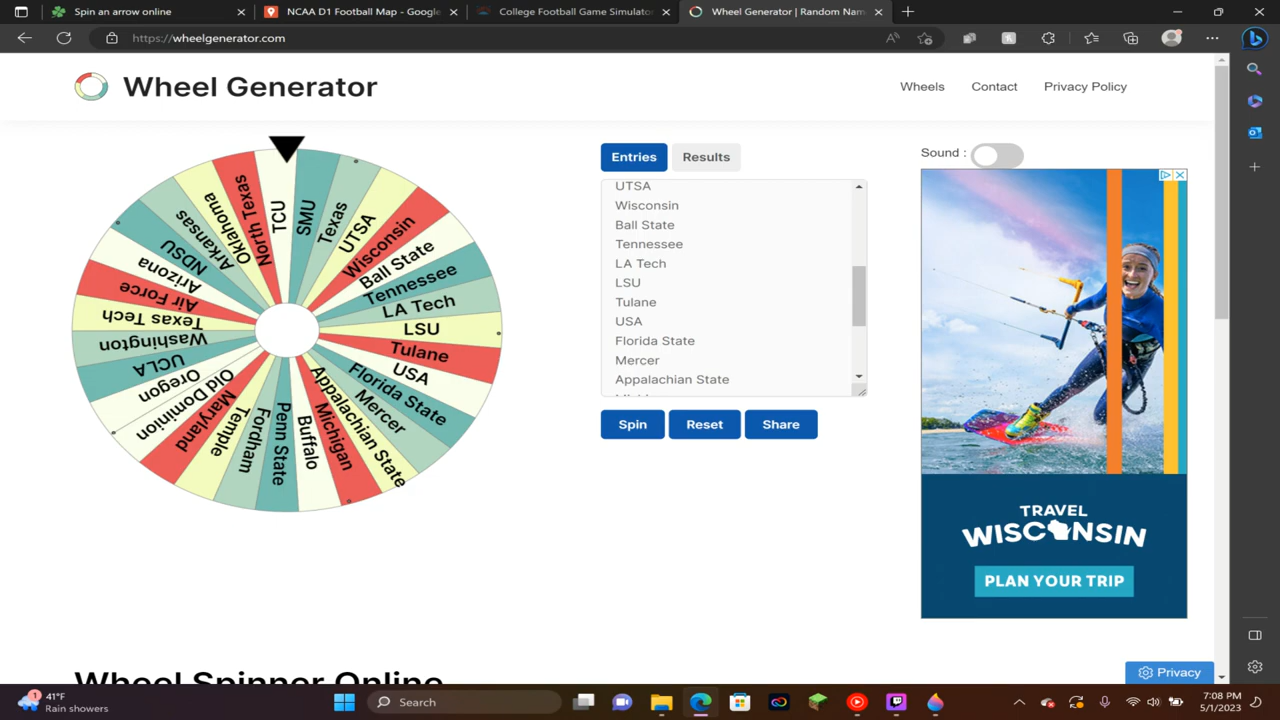 Spin an arrow online
NCAA D1 Football Map - Google
College Football Game Simulator
Wheel Generator | Random Nam
https://wheelgenerator.com
Wheel Generator
Wheels
Contact
Privacy Policy
TCU
SMU
Texas
UTSA
Wisconsin
Ball State
Tennessee
LA Tech
LSU
Tulane
USA
Florida State
Mercer
Appalachian State
Michigan
Buffalo
Penn State
Fordham
Temple
Maryland
Old Dominion
Oregon
UCLA
Washington
Texas Tech
Air Force
Arizona
NDSU
Arkansas
Oklahoma
North Texas
Entries
Results
UTSA
Wisconsin
Ball State
Tennessee
LA Tech
LSU
Tulane
USA
Florida State
Mercer
Appalachian State
Spin
Reset
Share
Sound :
TRAVEL
WISCONSIN
PLAN YOUR TRIP
Wheel Spinner Online
Privacy
1
41°F
Rain showers
Search
7:08 PM
5/1/2023